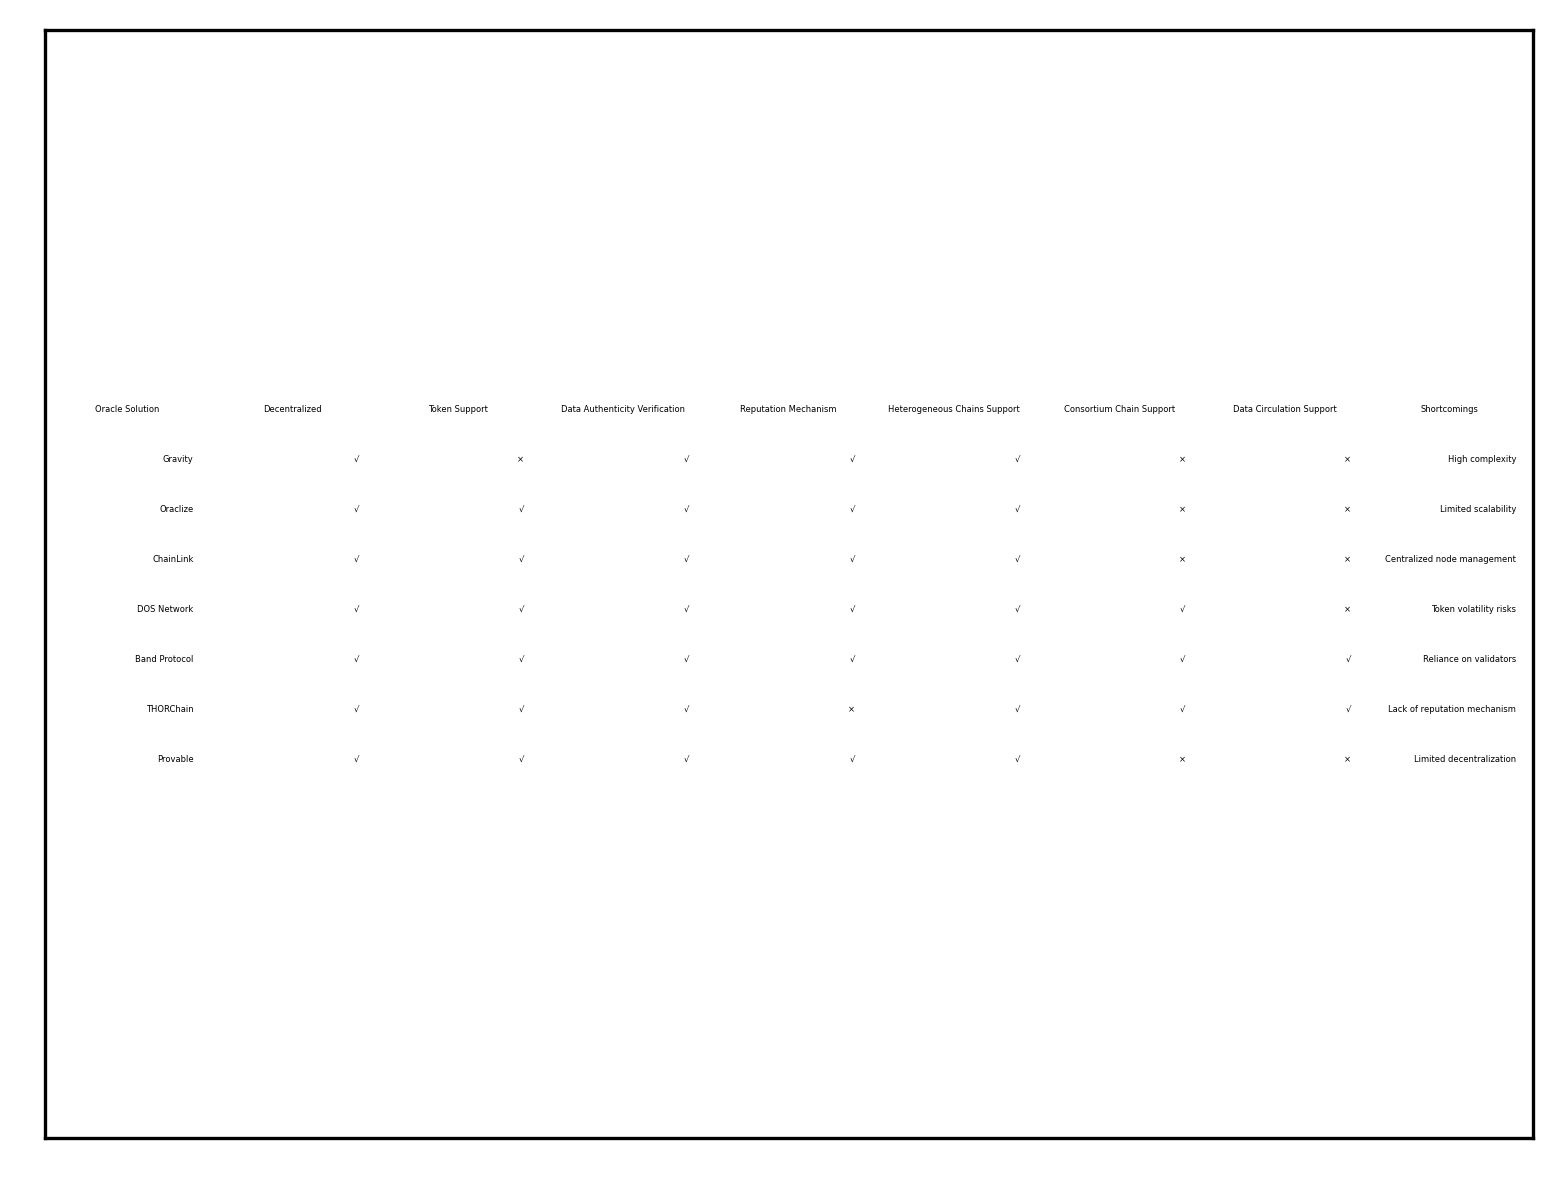 Oracle Solution Decentralized Token Support Data Authenticity Verification Reputation Mechanism Heterogeneous Chains Support Consortium Chain Support Data Circulation Support Shortcomings
Gravity √ × √ √ √ × × High complexity
Oraclize √ √ √ √ √ × × Limited scalability
ChainLink √ √ √ √ √ × × Centralized node management
DOS Network √ √ √ √ √ √ × Token volatility risks
Band Protocol √ √ √ √ √ √ √ Reliance on validators
THORChain √ √ √ × √ √ √ Lack of reputation mechanism
Provable √ √ √ √ √ × × Limited decentralization